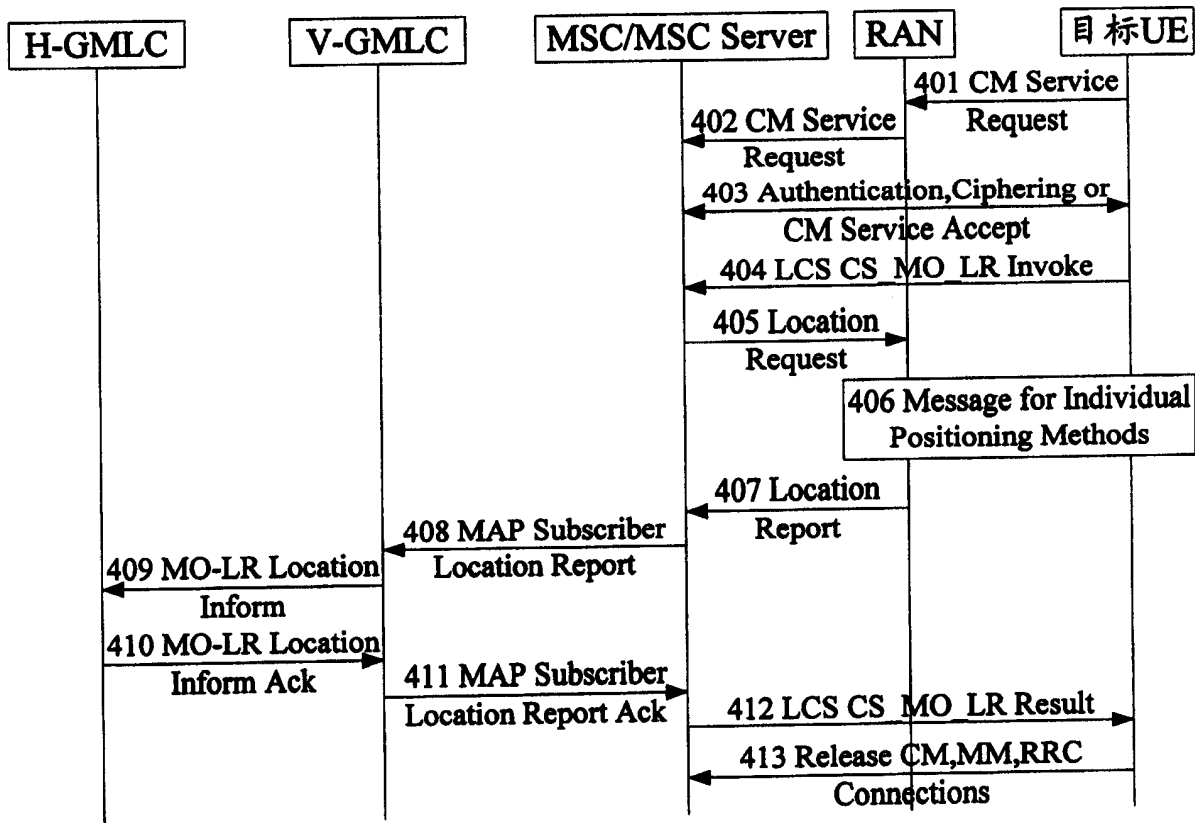 H-GMLC
V-GMLC
MSC/MSC Server
RAN
目标UE
401 CM Service
Request
402 CM Service
Request
403 Authentication,Ciphering or
CM Service Accept
404 LCS CS_MO_LR Invoke
405 Location
Request
406 Message for Individual
Positioning Methods
407 Location
Report
408 MAP Subscriber
Location Report
409 MO-LR Location
Inform
410 MO-LR Location
Inform Ack
411 MAP Subscriber
Location Report Ack
412 LCS CS_MO_LR Result
413 Release CM,MM,RRC
Connections